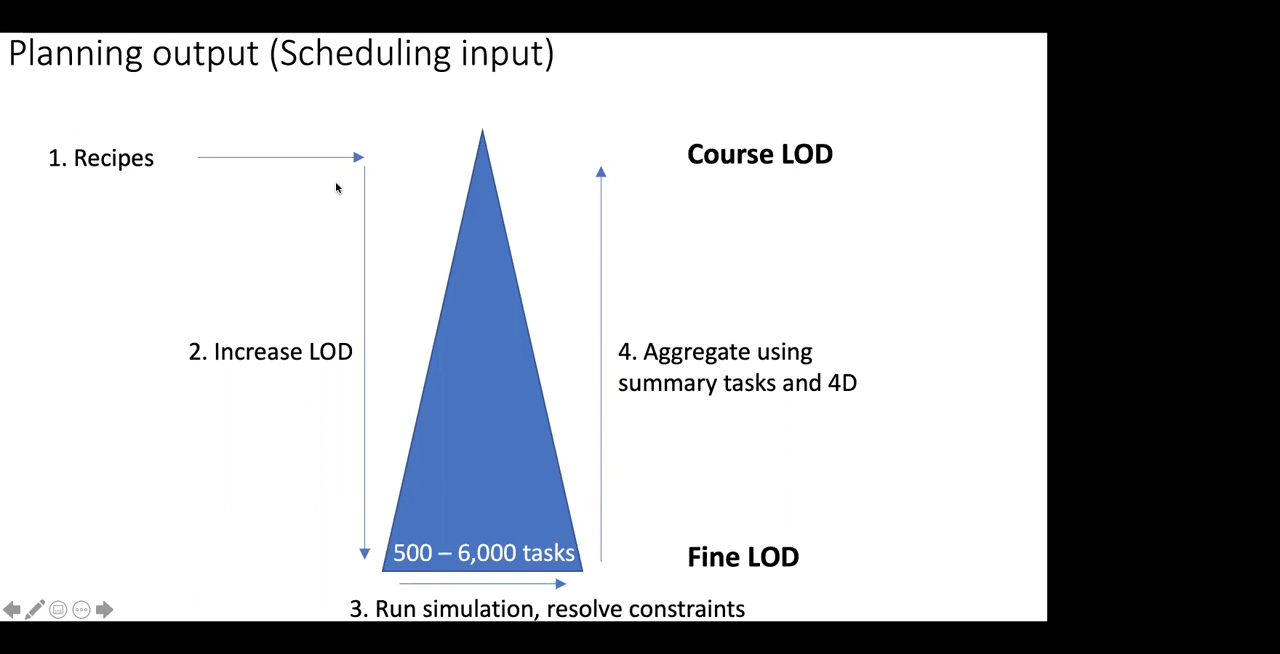 Planning output (Scheduling input)
1. Recipes
Course LOD
2. Increase LOD
4. Aggregate using
summary tasks and 4D
500 – 6,000 tasks
Fine LOD
3. Run simulation, resolve constraints